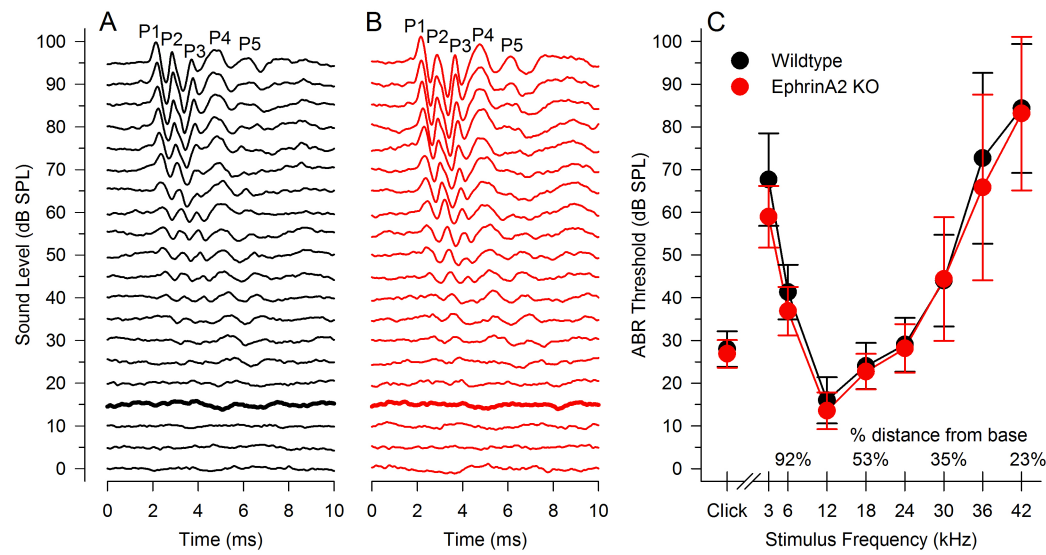 A
B
C
P1
P2
P3
P4
P5
P1
P2
P3
P4
P5
Sound Level (dB SPL)
100
90
80
70
60
50
40
30
20
10
0
0 2 4 6 8 10
Time (ms)
0 2 4 6 8 10
Time (ms)
ABR Threshold (dB SPL)
100
90
80
70
60
50
40
30
20
10
0
Wildtype
EphrinA2 KO
% distance from base
92% 53% 35% 23%
Click 3 6 12 18 24 30 36 42
Stimulus Frequency (kHz)